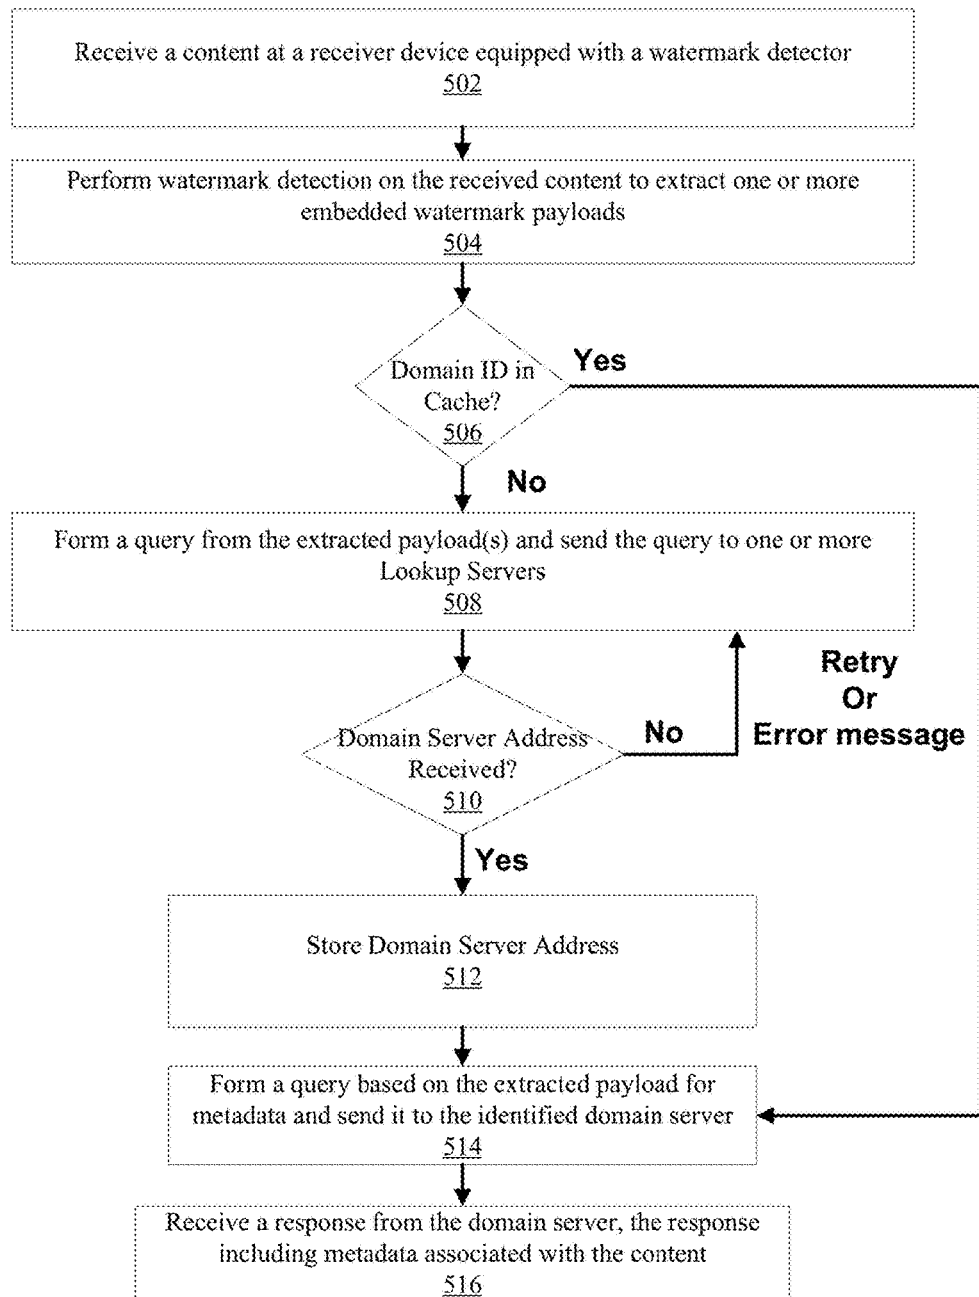 Receive a content at a receiver device equipped with a watermark detector
502
Perform watermark detection on the received content to extract one or more
embedded watermark payloads
504
Domain ID in
Cache?
506
Yes
No
Form a query from the extracted payload(s) and send the query to one or more
Lookup Servers
508
Domain Server Address
Received?
510
No
Retry
Or
Error message
Yes
Store Domain Server Address
512
Form a query based on the extracted payload for
metadata and send it to the identified domain server
514
Receive a response from the domain server, the response
including metadata associated with the content
516